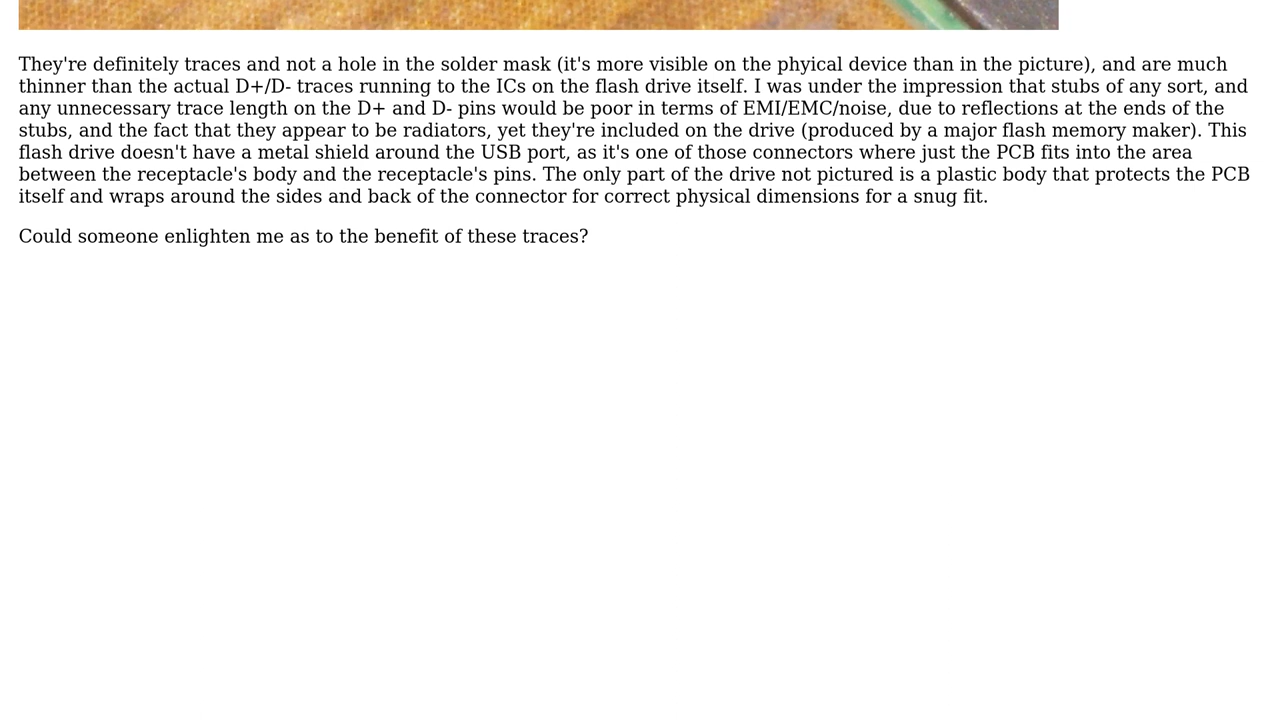 They're definitely traces and not a hole in the solder mask (it's more visible on the phyical device than in the picture), and are much
thinner than the actual D+/D- traces running to the ICs on the flash drive itself. I was under the impression that stubs of any sort, and
any unnecessary trace length on the D+ and D- pins would be poor in terms of EMI/EMC/noise, due to reflections at the ends of the
stubs, and the fact that they appear to be radiators, yet they're included on the drive (produced by a major flash memory maker). This
flash drive doesn't have a metal shield around the USB port, as it's one of those connectors where just the PCB fits into the area
between the receptacle's body and the receptacle's pins. The only part of the drive not pictured is a plastic body that protects the PCB
itself and wraps around the sides and back of the connector for correct physical dimensions for a snug fit.
Could someone enlighten me as to the benefit of these traces?